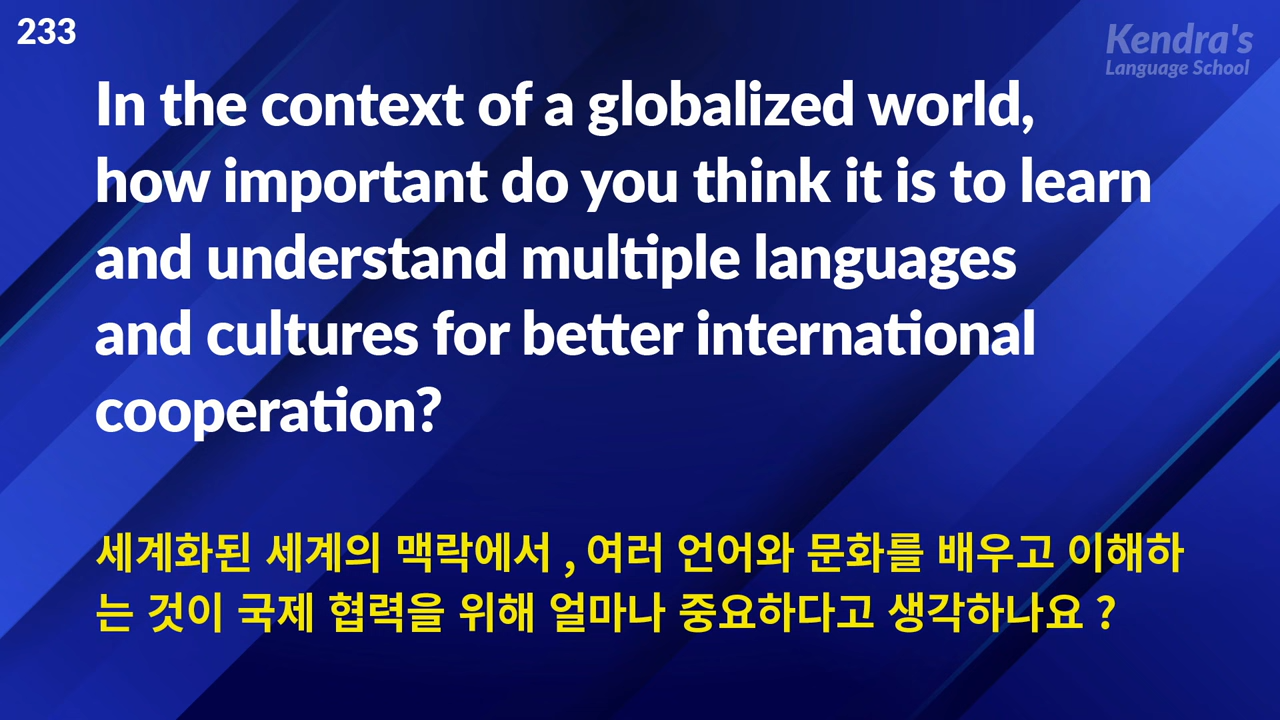 233
Kendra's
Language School
In the context of a globalized world,
how important do you think it is to learn
and understand multiple languages
and cultures for better international
cooperation?
세계화된 세계의 맥락에서 , 여러 언어와 문화를 배우고 이해하
는 것이 국제 협력을 위해 얼마나 중요하다고 생각하나요 ?